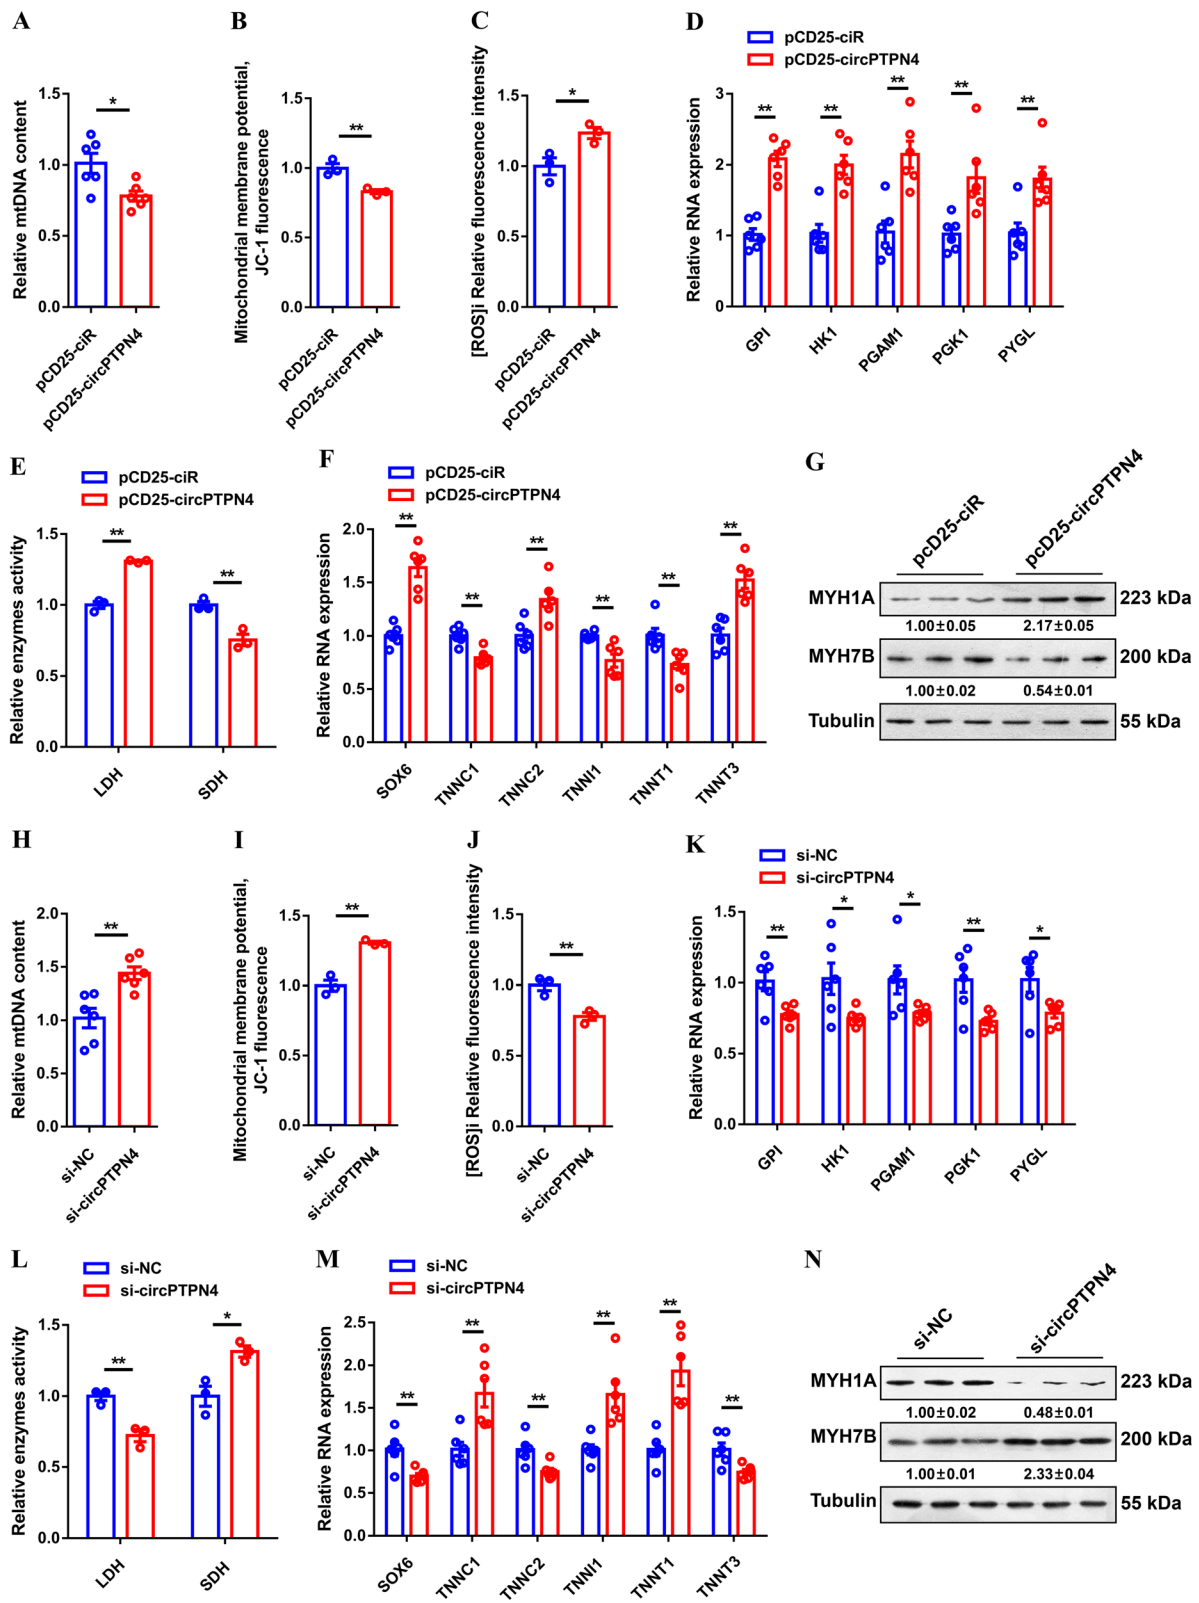 A
Relative mtDNA content
1.5
1.0
0.5
0.0
*
pCD25-ciR
pCD25-circPTPN4
B
Mitochondrial membrane potential,
JC-1 fluorescence
1.5
1.0
0.5
0.0
**
pCD25-ciR
pCD25-circPTPN4
C
[ROS]i Relative fluorescence intensity
1.5
1.0
0.5
0.0
*
pCD25-ciR
pCD25-circPTPN4
D
pCD25-ciR
pCD25-circPTPN4
Relative RNA expression
3
2
1
0
** ** ** ** **
GPI
HK1
PGAM1
PGK1
PYGL
E
pCD25-ciR
pCD25-circPTPN4
Relative enzymes activity
1.5
1.0
0.5
0.0
** **
LDH
SDH
F
pCD25-ciR
pCD25-circPTPN4
Relative RNA expression
2.0
1.5
1.0
0.5
0.0
** ** ** ** ** **
SOX6
TNNC1
TNNC2
TNNI1
TNNT1
TNNT3
G
pcD25-ciR
pcD25-circPTPN4
MYH1A 223 kDa
1.00±0.05 2.17±0.05
MYH7B 200 kDa
1.00±0.02 0.54±0.01
Tubulin 55 kDa
H
Relative mtDNA content
2.0
1.5
1.0
0.5
0.0
**
si-NC
si-circPTPN4
I
Mitochondrial membrane potential,
JC-1 fluorescence
1.5
1.0
0.5
0.0
**
si-NC
si-circPTPN4
J
[ROS]i Relative fluorescence intensity
1.5
1.0
0.5
0.0
**
si-NC
si-circPTPN4
K
si-NC
si-circPTPN4
Relative RNA expression
1.5
1.0
0.5
0.0
** * * ** *
GPI
HK1
PGAM1
PGK1
PYGL
L
si-NC
si-circPTPN4
Relative enzymes activity
1.5
1.0
0.5
0.0
** *
LDH
SDH
M
si-NC
si-circPTPN4
Relative RNA expression
2.5
2.0
1.5
1.0
0.5
0.0
** ** ** ** ** **
SOX6
TNNC1
TNNC2
TNNI1
TNNT1
TNNT3
N
si-NC
si-circPTPN4
MYH1A 223 kDa
1.00±0.02 0.48±0.01
MYH7B 200 kDa
1.00±0.01 2.33±0.04
Tubulin 55 kDa